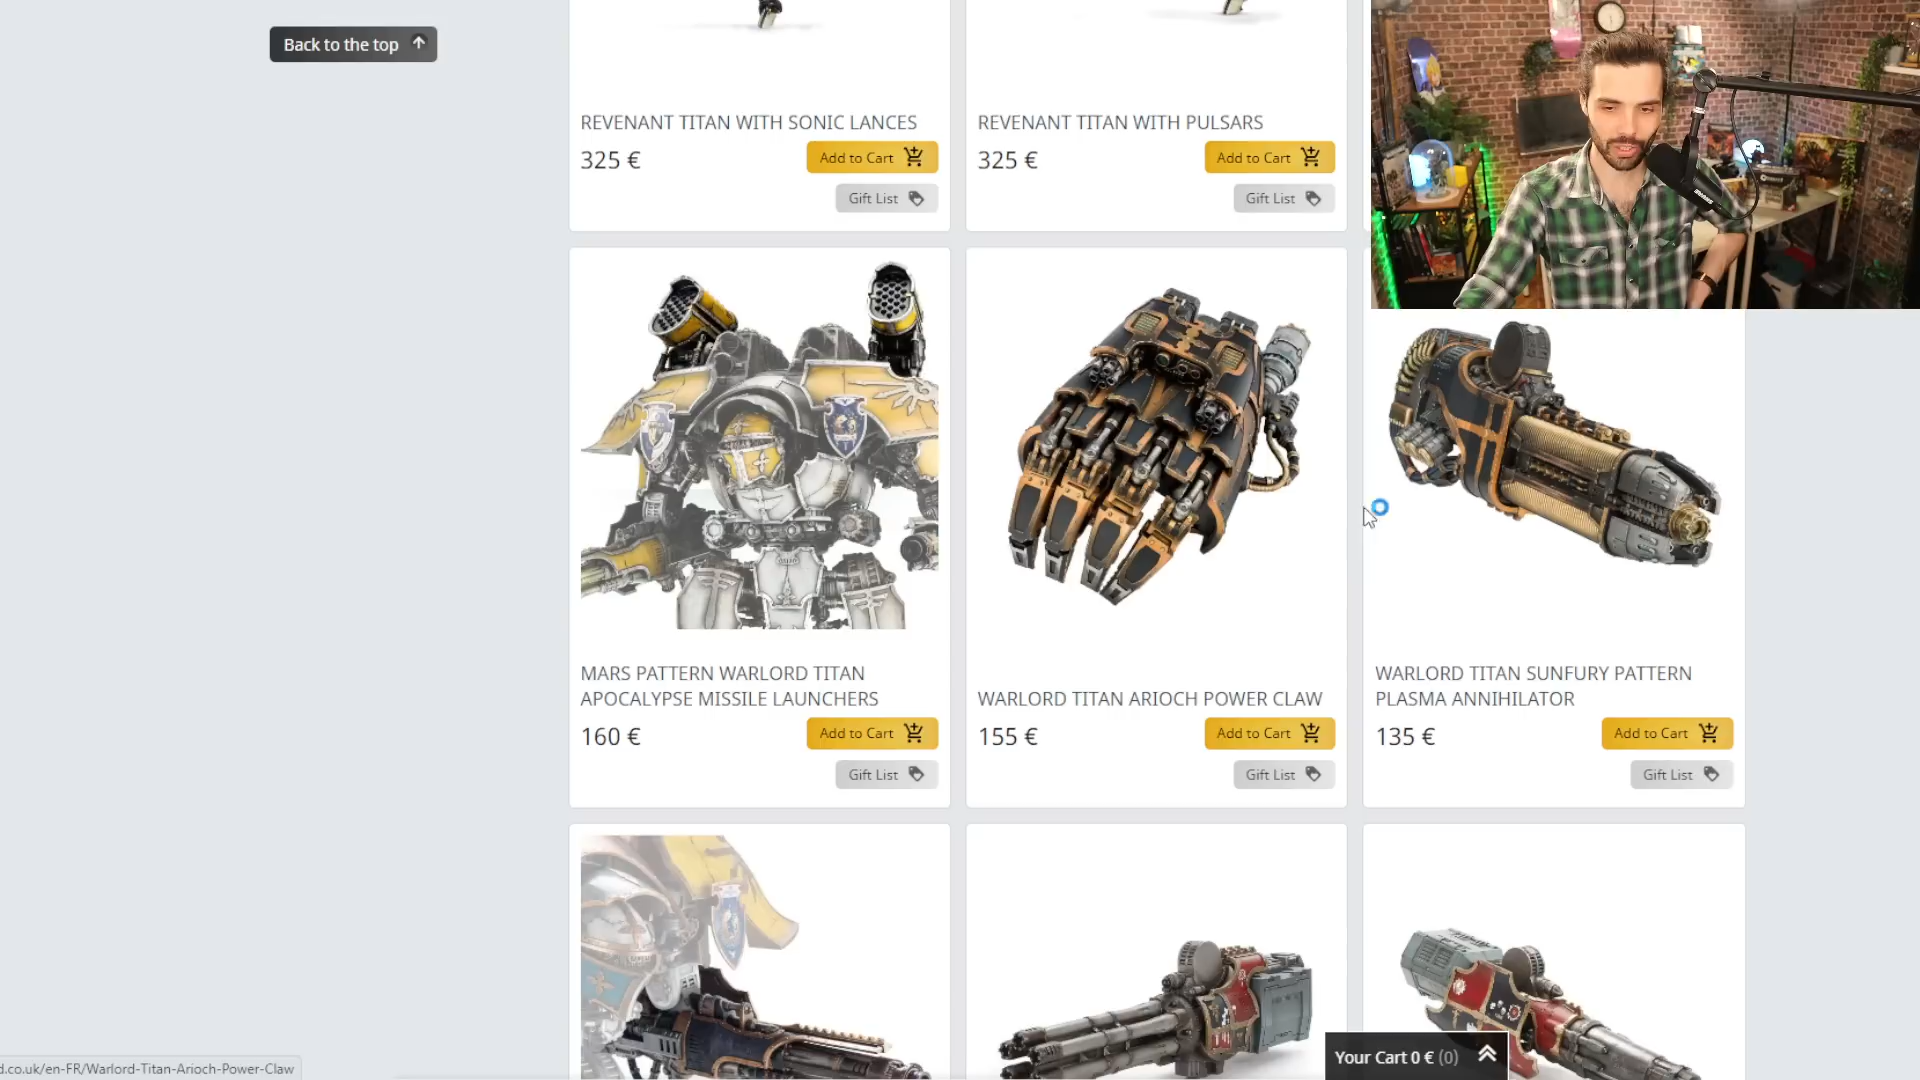 Back to the top
REVENANT TITAN WITH SONIC LANCES
325 €
Add to Cart
Gift List
REVENANT TITAN WITH PULSARS
325 €
Add to Cart
Gift List
MARS PATTERN WARLORD TITAN
APOCALYPSE MISSILE LAUNCHERS
160 €
Add to Cart
Gift List
WARLORD TITAN ARIOCH POWER CLAW
155 €
Add to Cart
Gift List
WARLORD TITAN SUNFURY PATTERN
PLASMA ANNIHILATOR
135 €
Add to Cart
Gift List
Your Cart 0 € (0)
d.co.uk/en-FR/Warlord-Titan-Arioch-Power-Claw